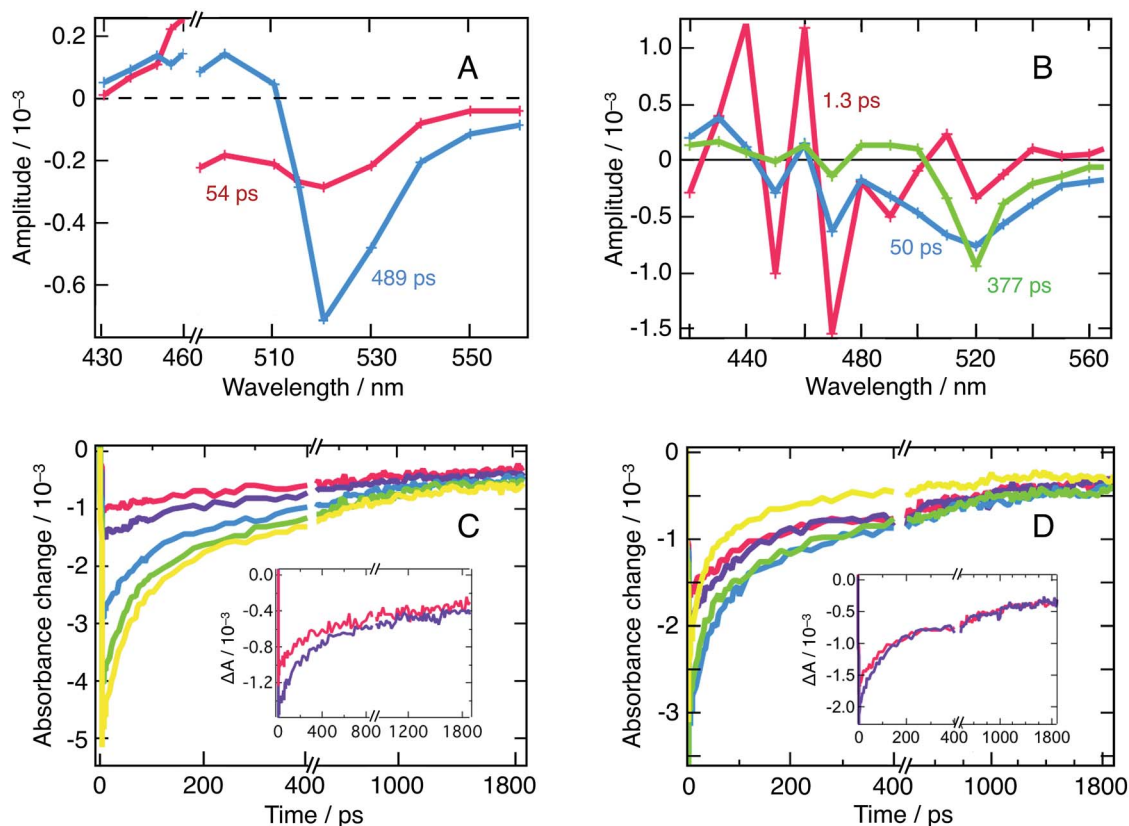 A
0.2
0
-0.2
-0.4
-0.6
Amplitude / 10⁻³
54 ps
489 ps
430 460 510 530 550
Wavelength / nm
B
1.0
0.5
0
-0.5
-1.0
-1.5
Amplitude / 10⁻³
1.3 ps
50 ps
377 ps
440 480 520 560
Wavelength / nm
C
0
-1
-2
-3
-4
-5
Absorbance change / 10⁻³
0 200 400 1000 1800
Time / ps
0.0
-0.4
-0.8
-1.2
ΔA / 10⁻³
0 400 800 1200 1800
D
0
-1
-2
-3
Absorbance change / 10⁻³
0 200 400 1000 1800
Time / ps
0.0
-0.5
-1.0
-1.5
-2.0
ΔA / 10⁻³
0 200 400 1000 1800